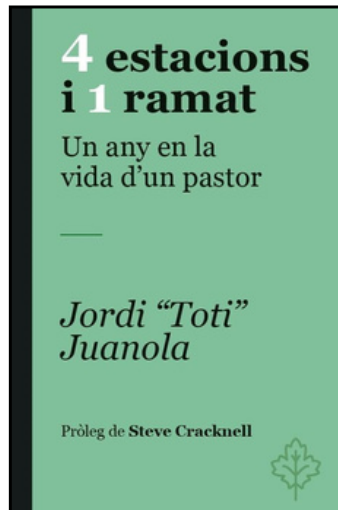 4 estacions
i 1 ramat
Un any en la
vida d'un pastor
Jordi “Toti”
Juanola
Pròleg de Steve Cracknell